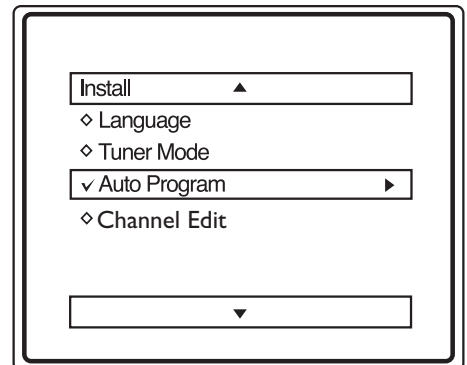 Install
Language
Tuner Mode
Auto Program
Channel Edit